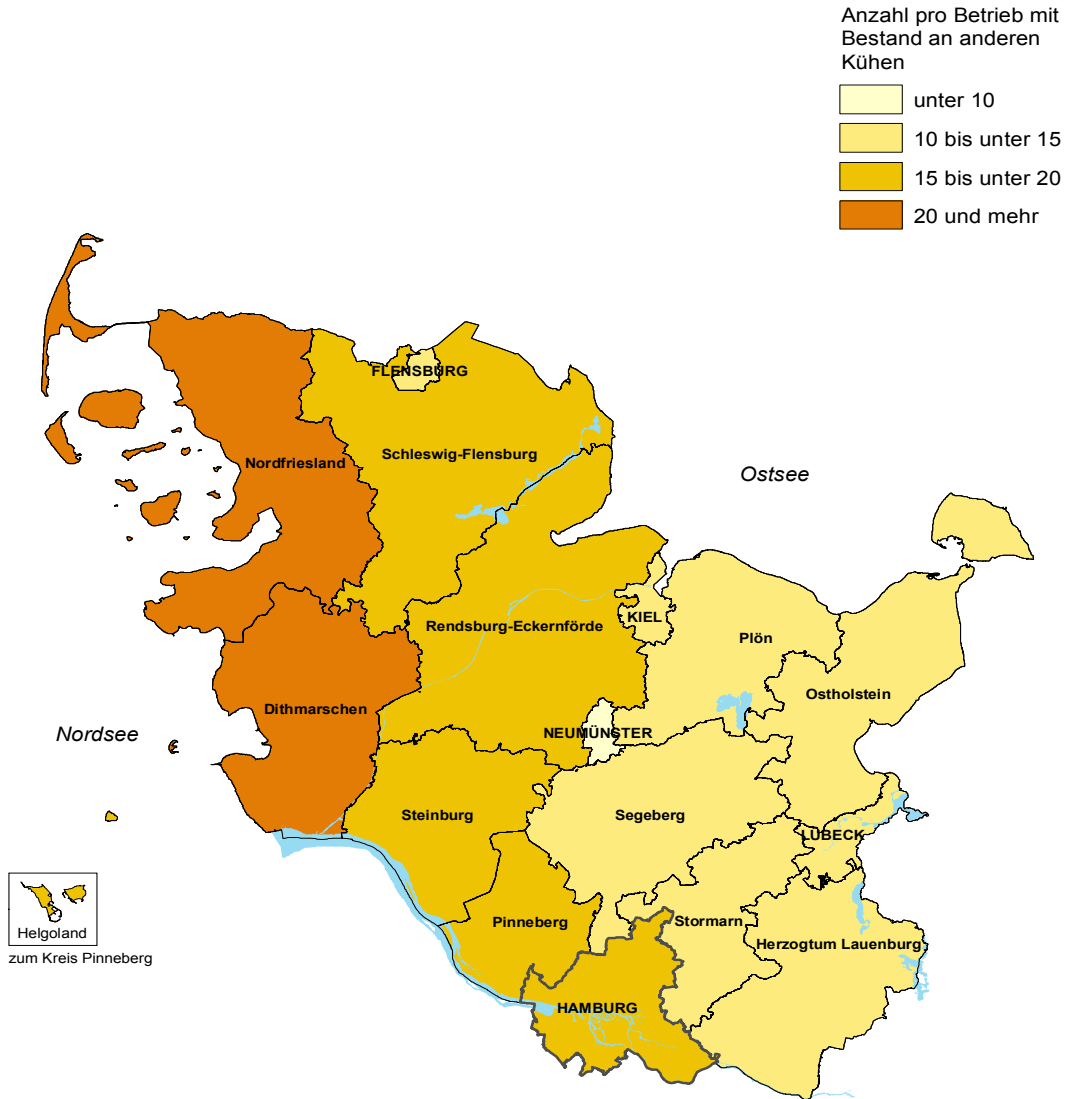 Anzahl pro Betrieb mit
Bestand an anderen
Kühen
unter 10
10 bis unter 15
15 bis unter 20
20 und mehr
FLENSBURG
Schleswig-Flensburg
Nordfriesland
Ostsee
KIEL
Rendsburg-Eckernförde
Plön
Ostholstein
Dithmarschen
Nordsee
NEUMÜNSTER
Steinburg
Segeberg
LÜBECK
Pinneberg
Stormarn
Helgoland
zum Kreis Pinneberg
Herzogtum Lauenburg
HAMBURG